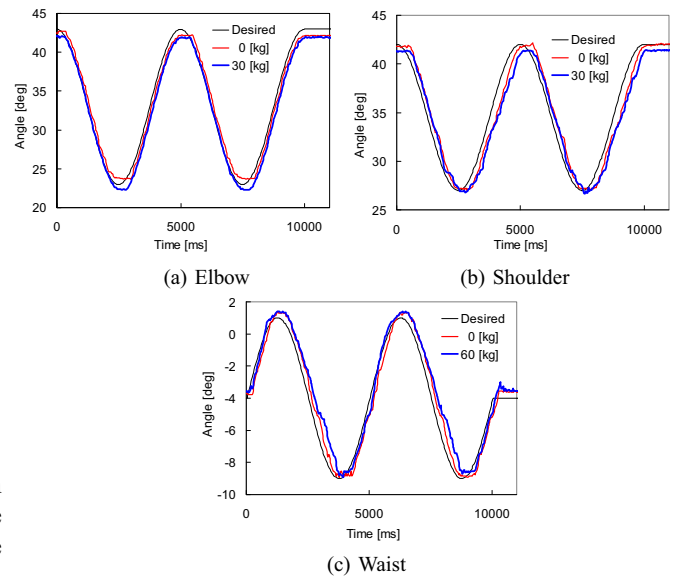 45
40
35
30
25
20
Angle [deg]
0
5000
10000
Time [ms]
Desired
0 [kg]
30 [kg]
(a) Elbow
45
40
35
30
25
Angle [deg]
0
5000
10000
Time [ms]
Desired
0 [kg]
30 [kg]
(b) Shoulder
2
0
-2
-4
-6
-8
-10
Angle [deg]
0
5000
10000
Time [ms]
Desired
0 [kg]
60 [kg]
(c) Waist